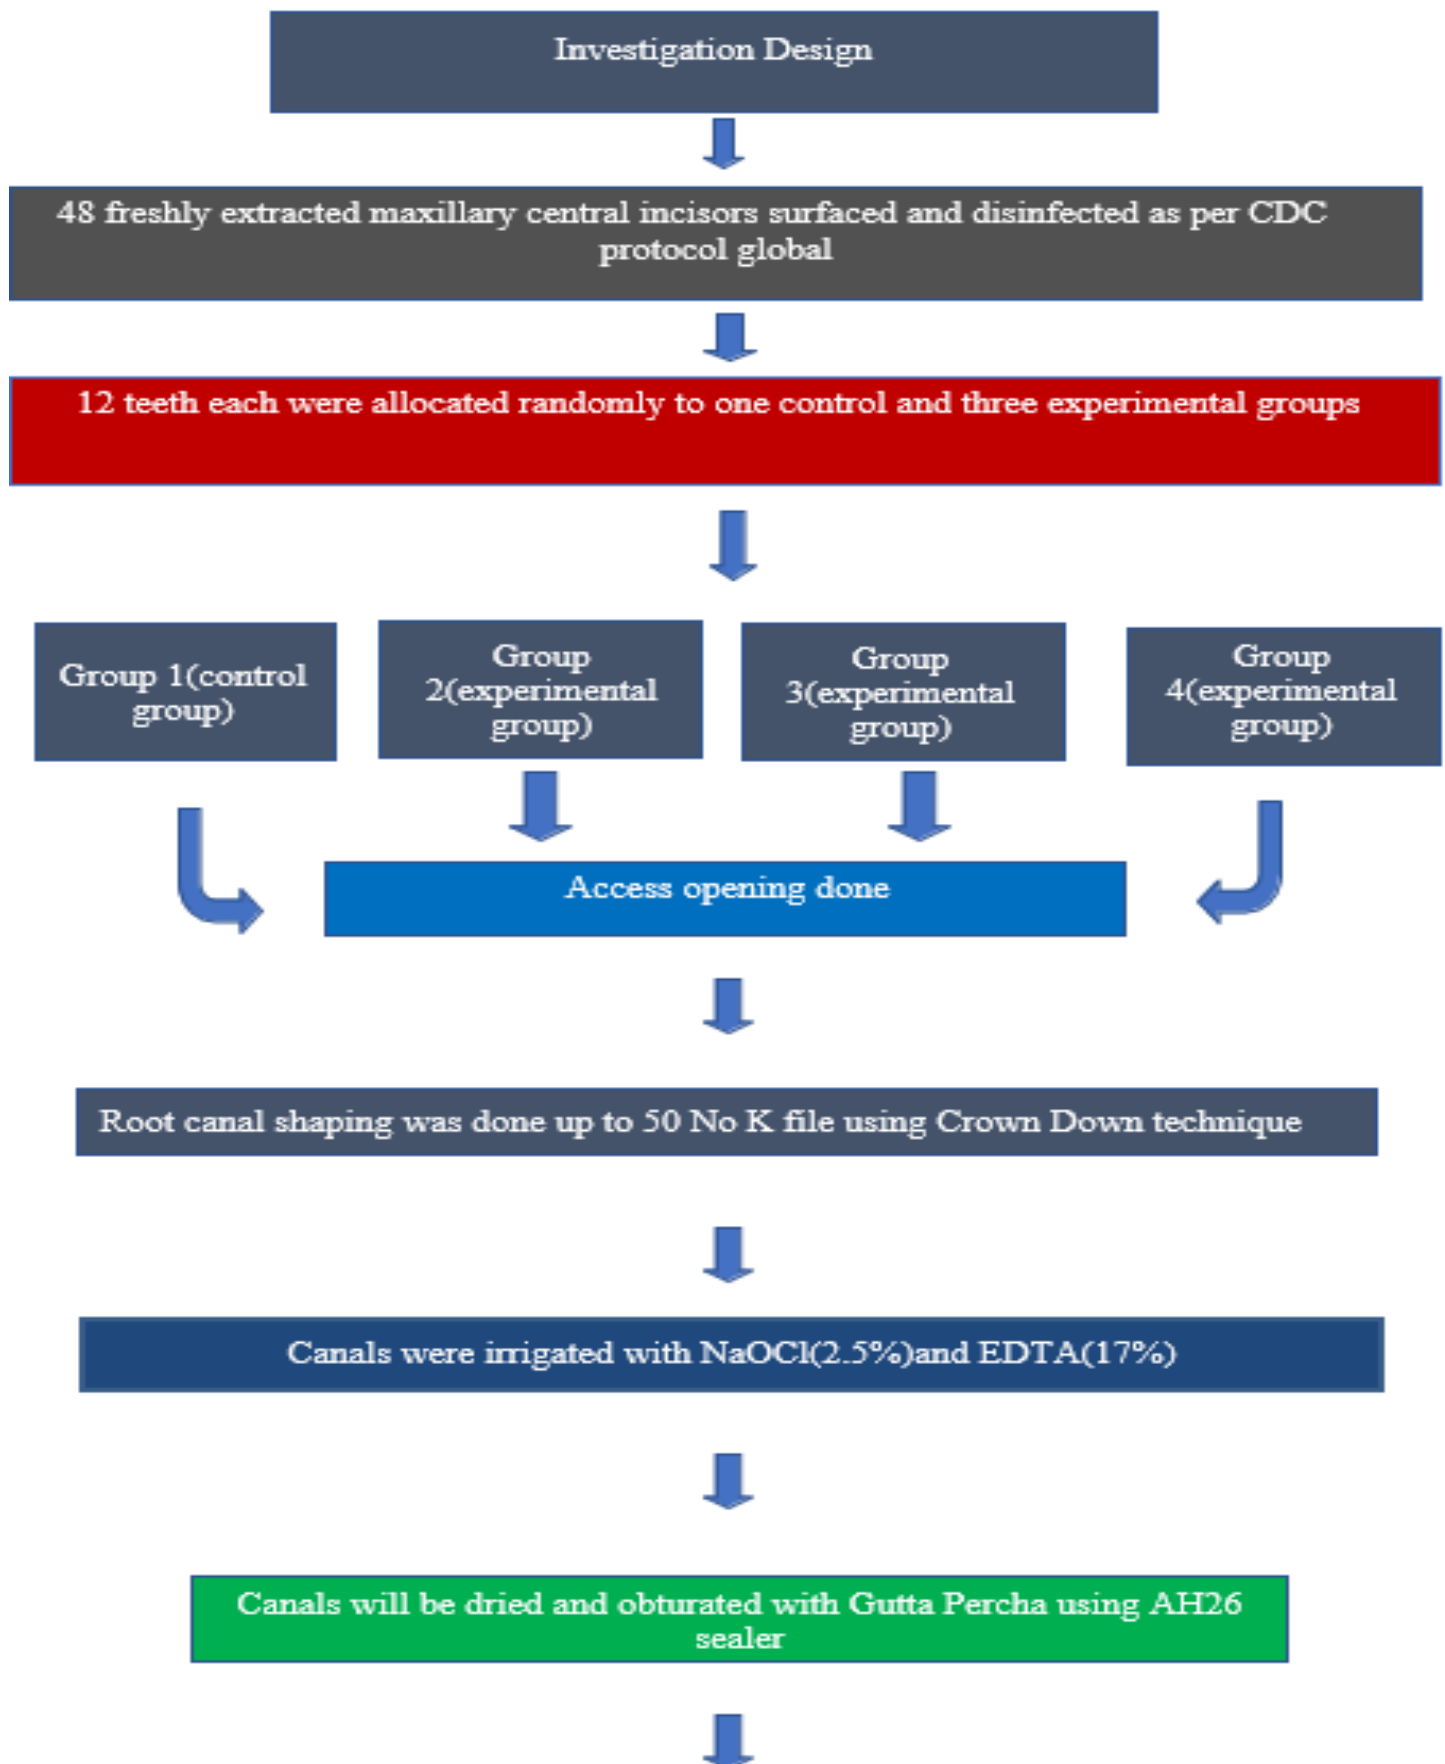 Investigation Design
48 freshly extracted maxillary central incisors surfaced and disinfected as per CDC
protocol global
12 teeth each were allocated randomly to one control and three experimental groups
Group 1(control
group)
Group
2(experimental
group)
Group
3(experimental
group)
Group
4(experimental
group)
Access opening done
Root canal shaping was done up to 50 No K file using Crown Down technique
Canals were irrigated with NaOCl(2.5%)and EDTA(17%)
Canals will be dried and obturated with Gutta Percha using AH26
sealer